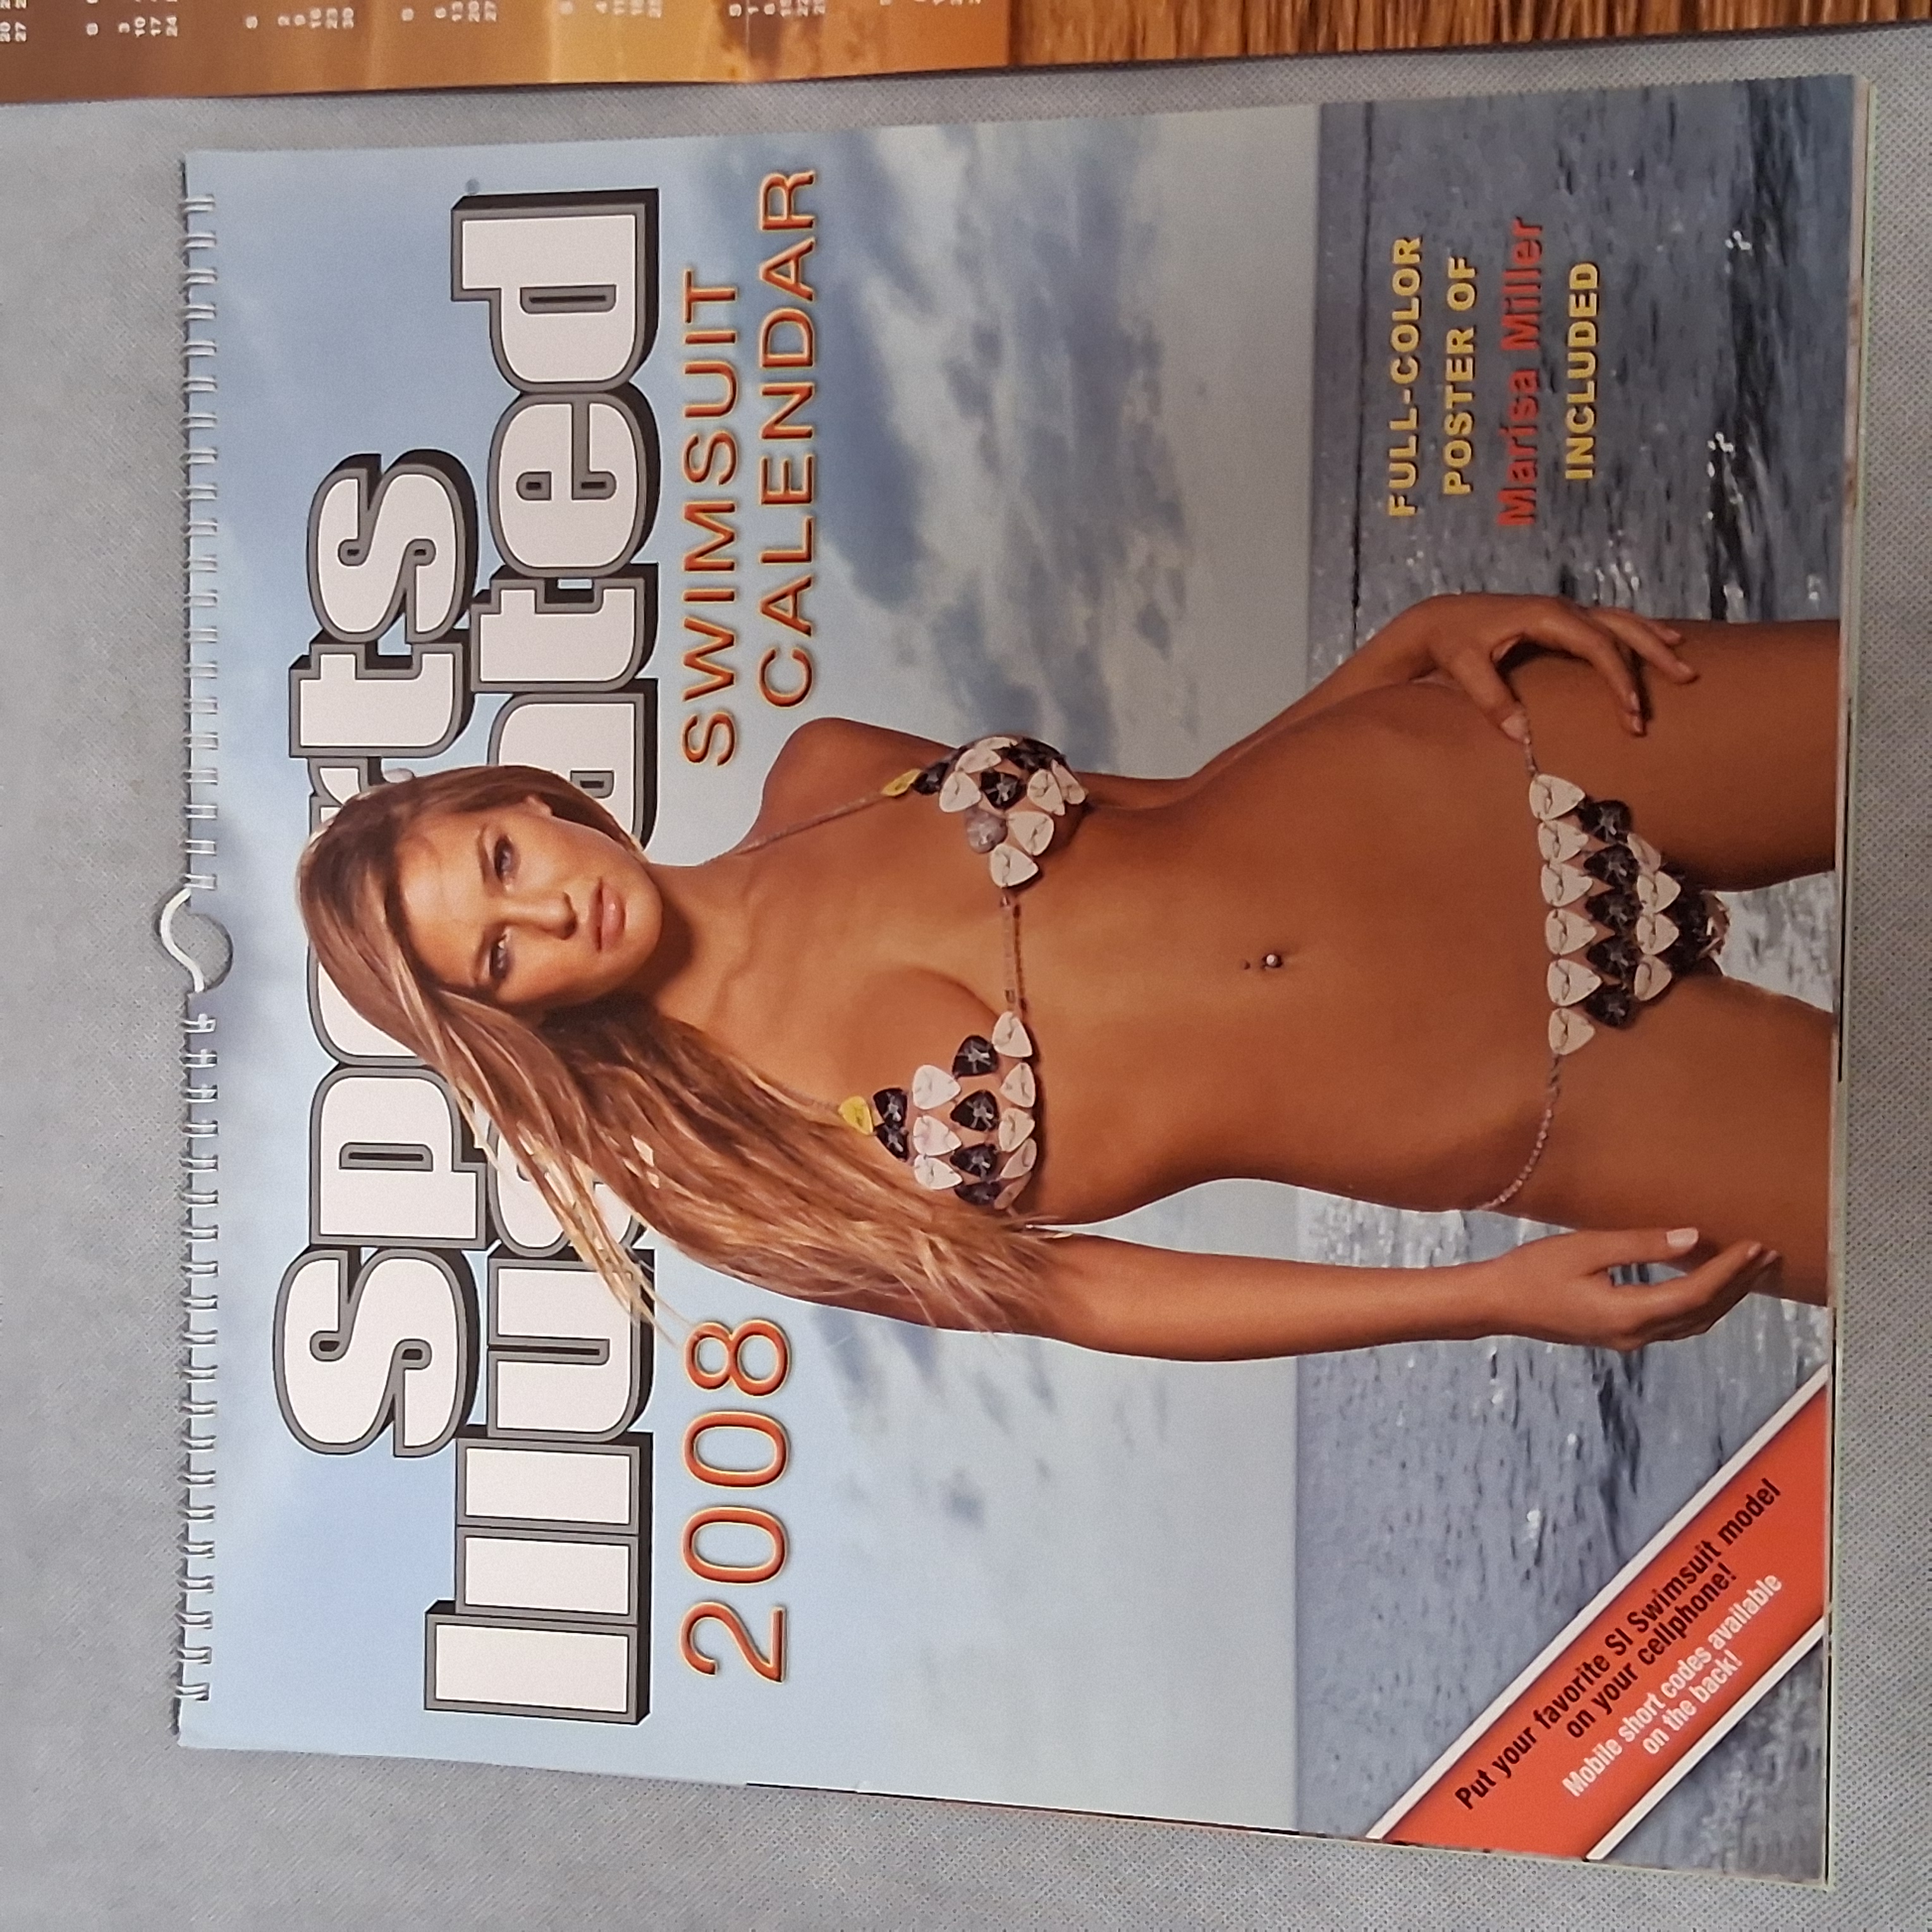 Sports
Illustrated®
2008 SWIMSUIT
CALENDAR
FULL-COLOR
POSTER OF
Marisa Miller
INCLUDED
Put your favorite SI Swimsuit model
on your cellphone!
Mobile short codes available
on the back!